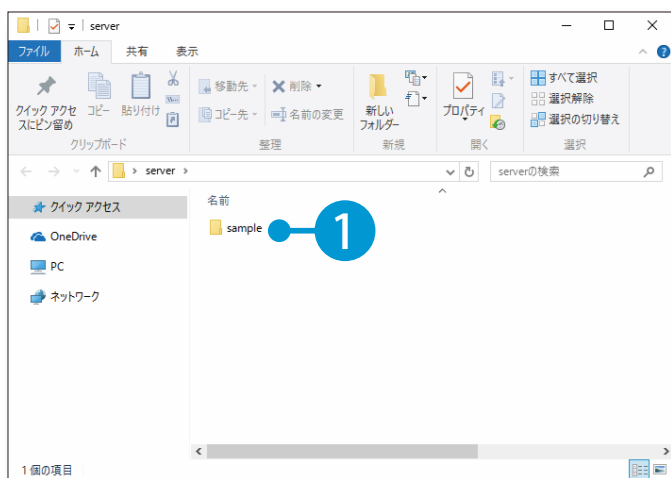 server
ファイル ホーム 共有 表示
クイック アクセスにピン留め
コピー
貼り付け
移動先
コピー先
削除
名前の変更
新しい
フォルダー
プロパティ
すべて選択
選択解除
選択の切り替え
クリップボード 整理 新規 開く 選択
server
serverの検索
クイック アクセス
OneDrive
PC
ネットワーク
名前
sample
1
1 個の項目